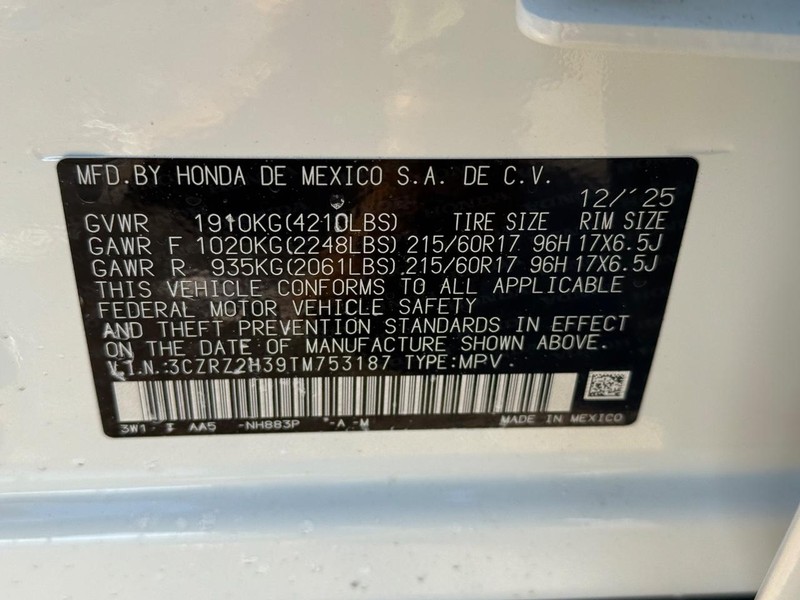 MFD.BY HONDA DE MEXICO S.A. DE C.V.
12/'25
GVWR 1910KG(4210LBS) TIRE SIZE RIM SIZE
GAWR F 1020KG(2248LBS) 215/60R17 96H 17X6.5J
GAWR R 935KG(2061LBS) 215/60R17 96H 17X6.5J
THIS VEHICLE CONFORMS TO ALL APPLICABLE
FEDERAL MOTOR VEHICLE SAFETY
AND THEFT PREVENTION STANDARDS IN EFFECT
ON THE DATE OF MANUFACTURE SHOWN ABOVE.
V.I.N.:3CZRZ2H39TM753187 TYPE:MPV
3W1 AA5 -NH883P -A -M MADE IN MEXICO